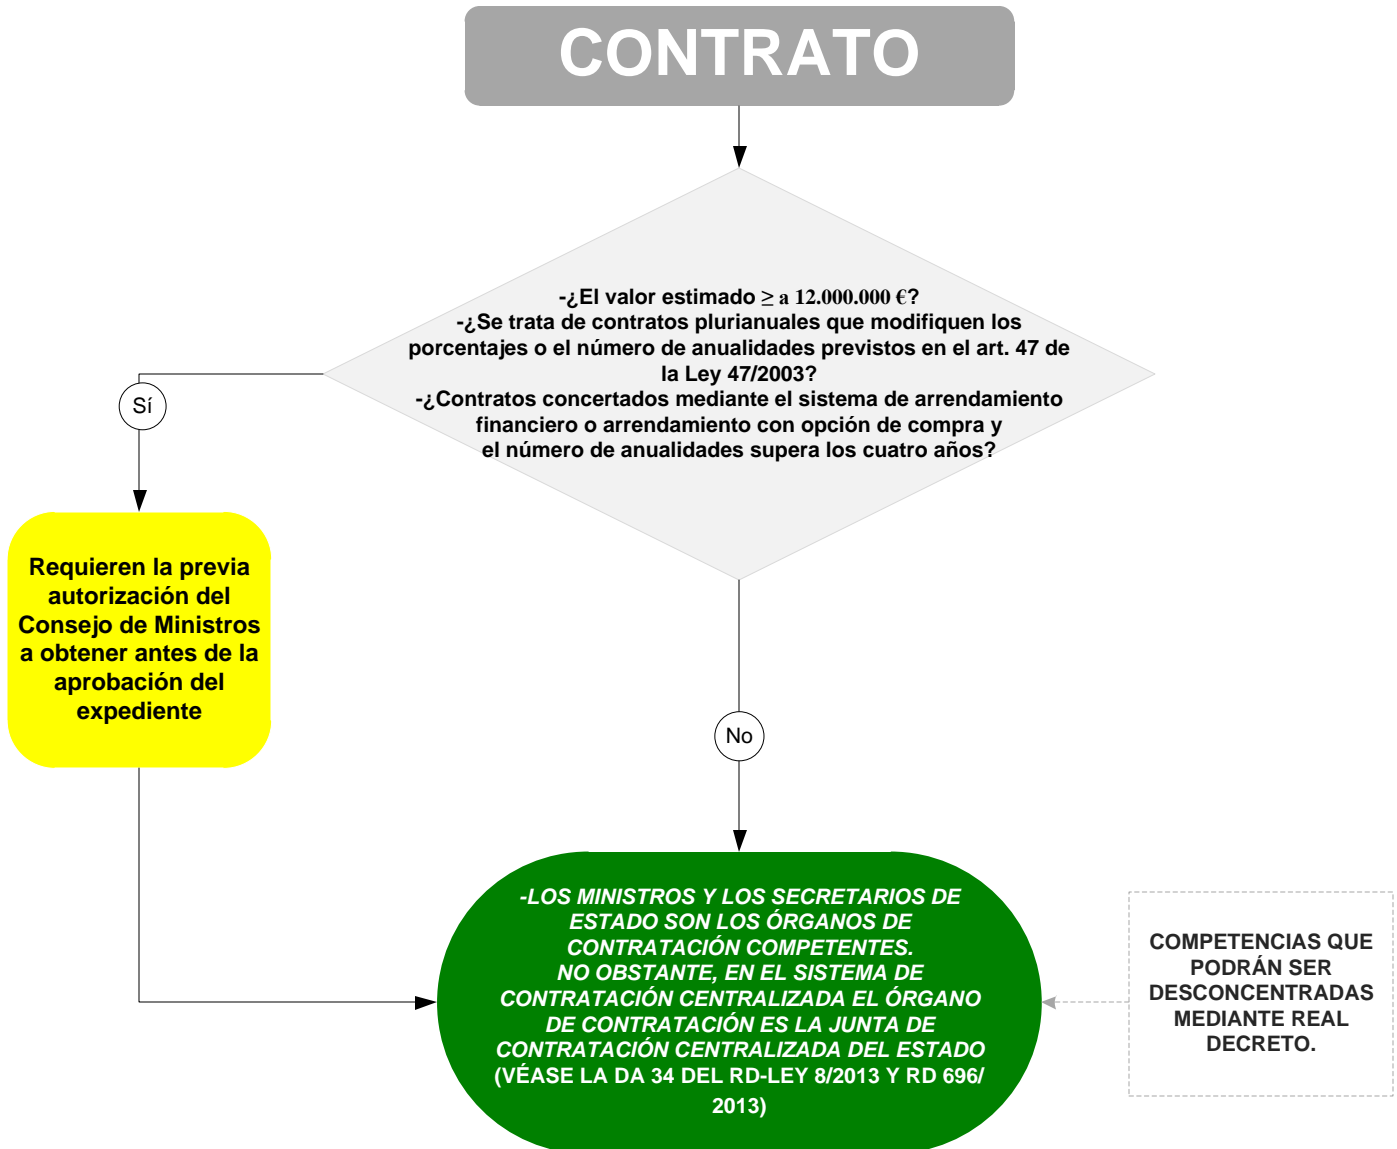 CONTRATO
-¿El valor estimado ≥ a 12.000.000 €?
-¿Se trata de contratos plurianuales que modifiquen los
porcentajes o el número de anualidades previstos en el art. 47 de
la Ley 47/2003?
-¿Contratos concertados mediante el sistema de arrendamiento
financiero o arrendamiento con opción de compra y
el número de anualidades supera los cuatro años?
Sí
Requieren la previa
autorización del
Consejo de Ministros
a obtener antes de la
aprobación del
expediente
No
-LOS MINISTROS Y LOS SECRETARIOS DE
ESTADO SON LOS ÓRGANOS DE
CONTRATACIÓN COMPETENTES.
NO OBSTANTE, EN EL SISTEMA DE
CONTRATACIÓN CENTRALIZADA EL ÓRGANO
DE CONTRATACIÓN ES LA JUNTA DE
CONTRATACIÓN CENTRALIZADA DEL ESTADO
(VÉASE LA DA 34 DEL RD-LEY 8/2013 Y RD 696/
2013)
COMPETENCIAS QUE
PODRÁN SER
DESCONCENTRADAS
MEDIANTE REAL
DECRETO.